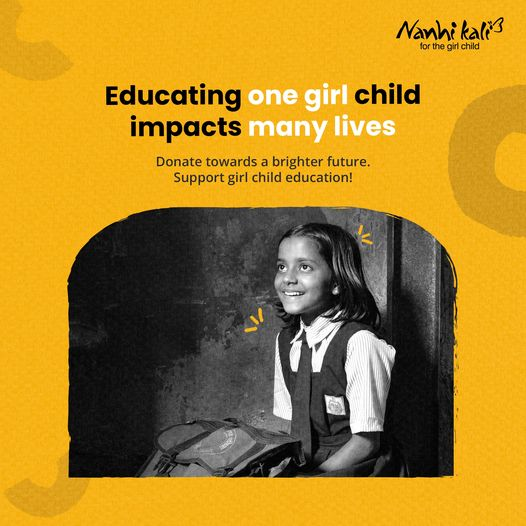 Nanhi kali
for the girl child
Educating one girl child
impacts many lives
Donate towards a brighter future.
Support girl child education!